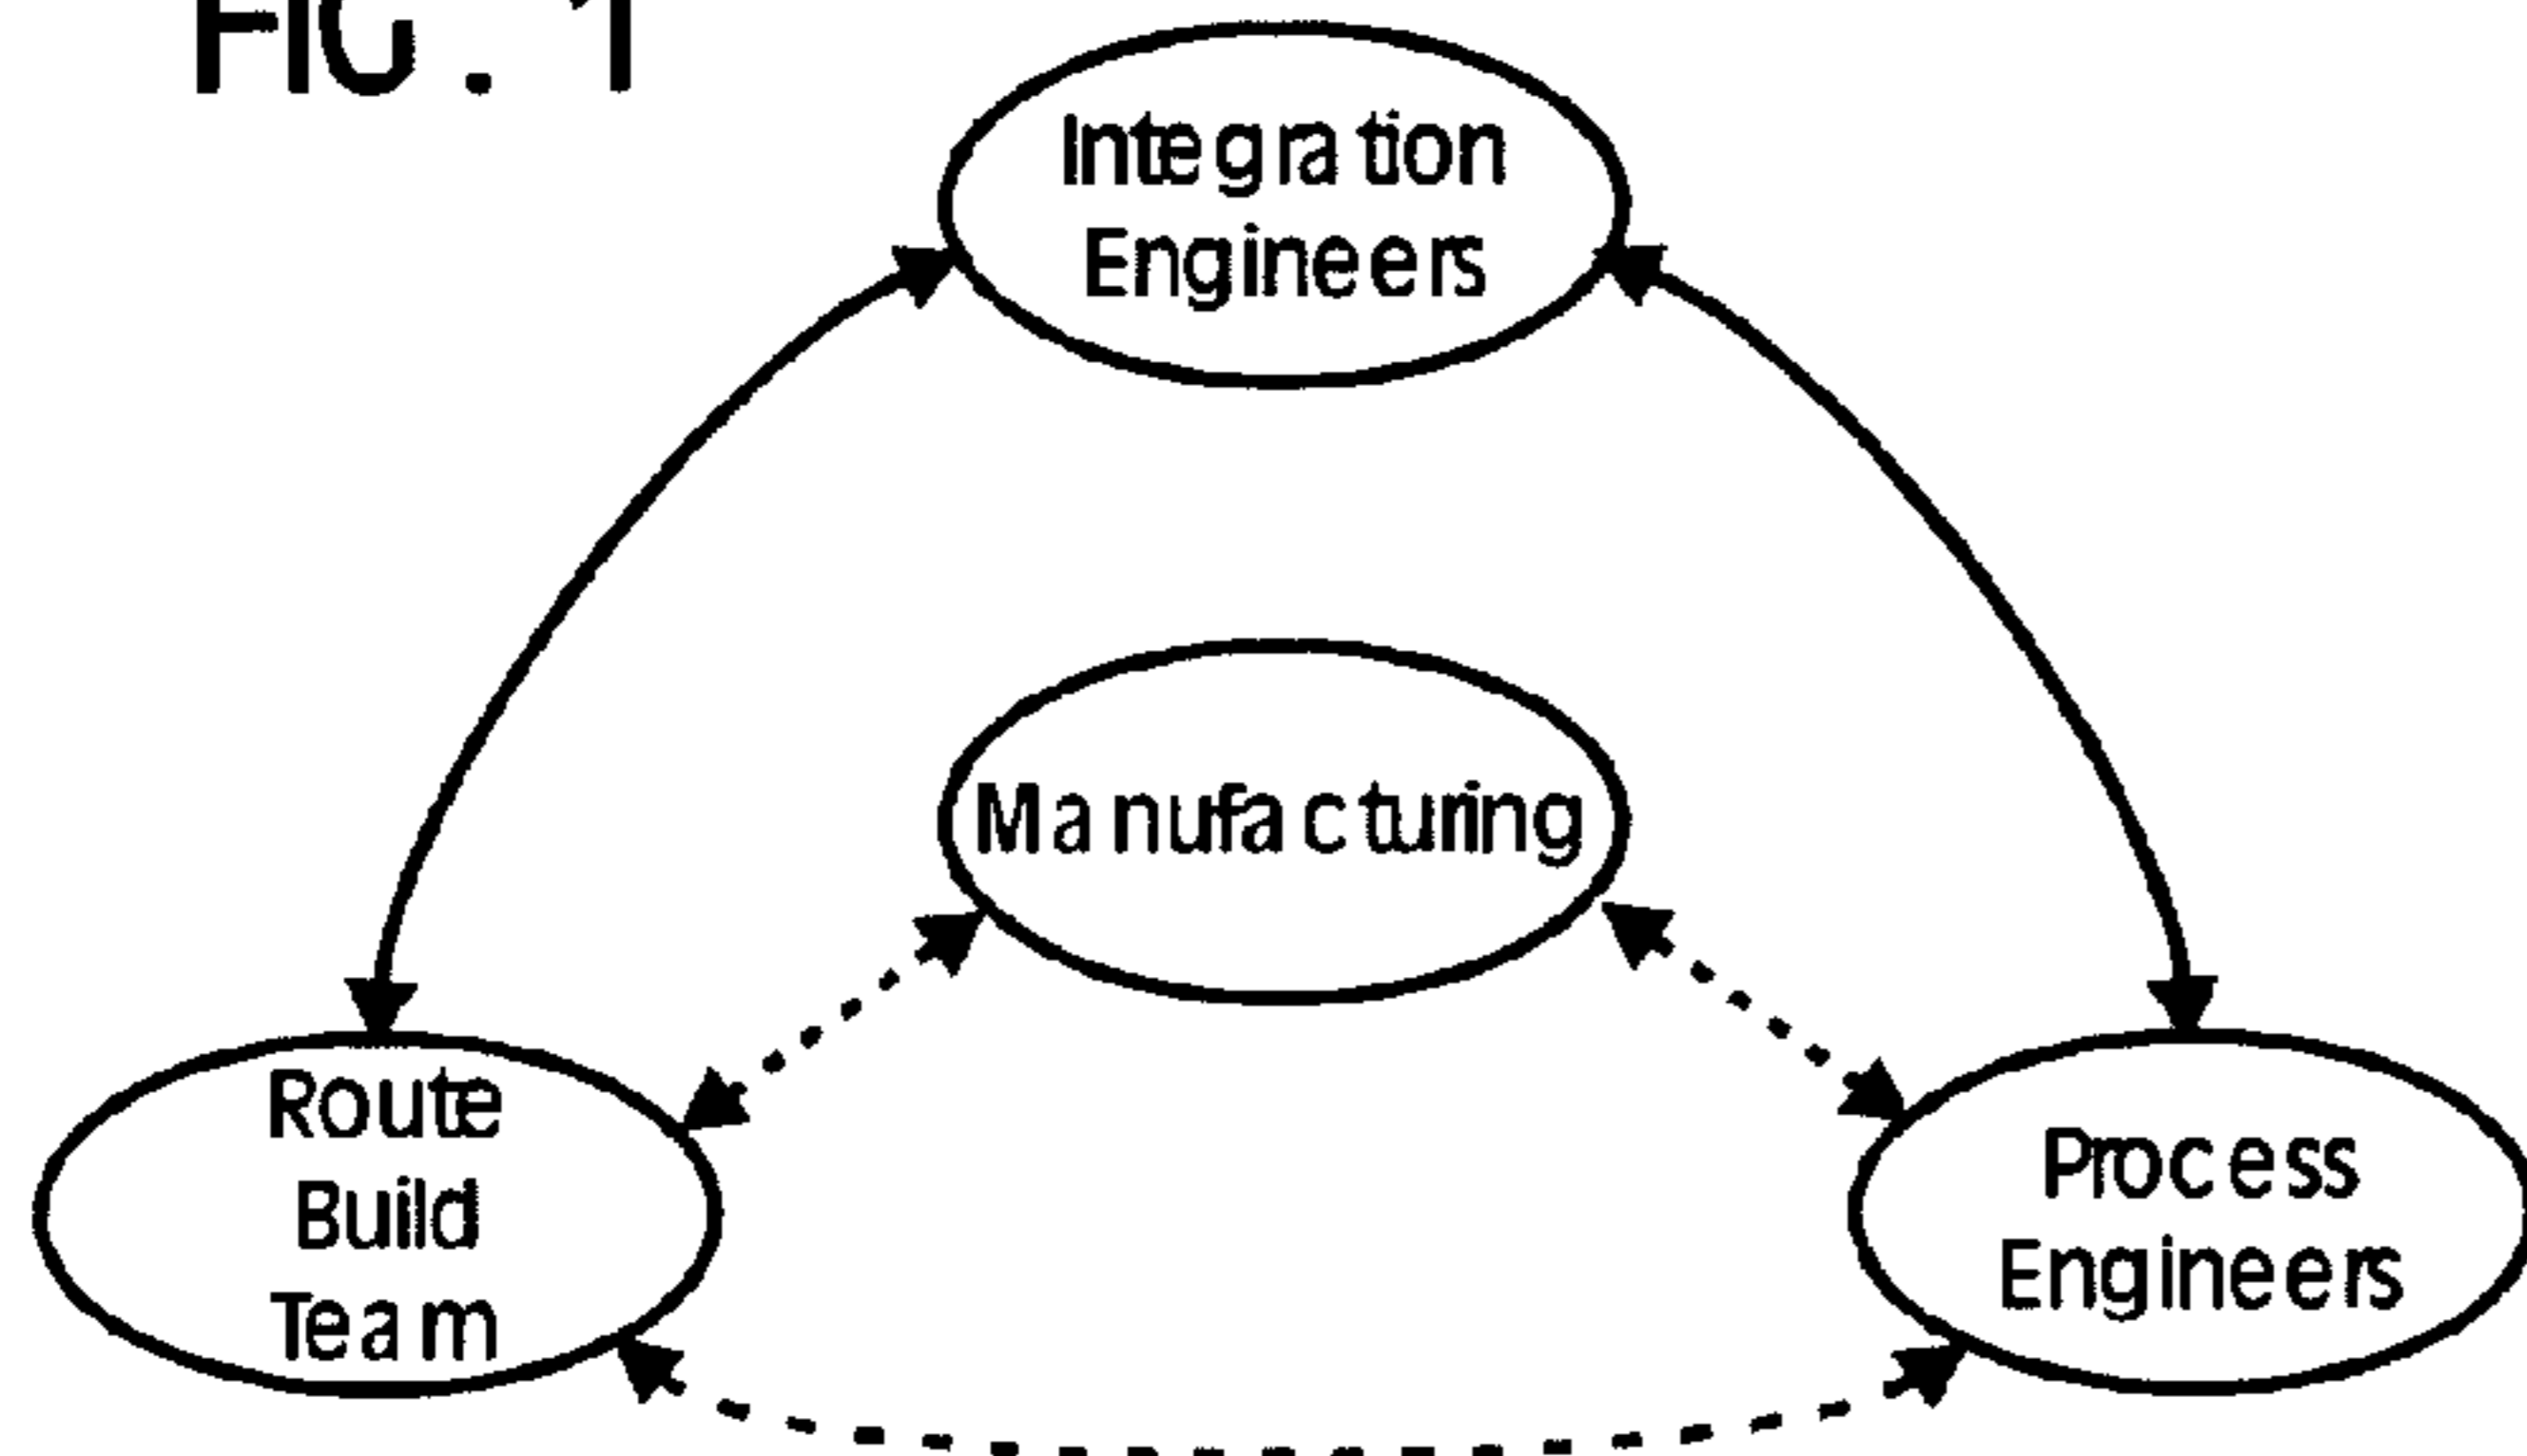 FIG. 1
Integration
Engineers
Manufacturing
Route
Build
Team
Process
Engineers